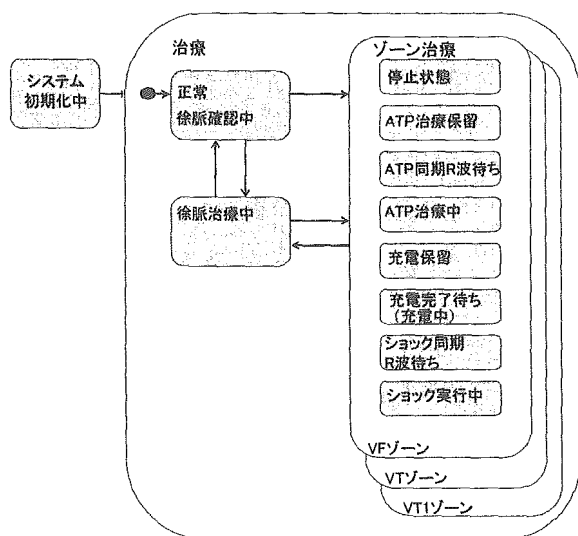 治療
システム
初期化中
正常
徐脈確認中
徐脈治療中
ゾーン治療
停止状態
ATP治療保留
ATP同期R波待ち
ATP治療中
充電保留
充電完了待ち
(充電中)
ショック同期
R波待ち
ショック実行中
VFゾーン
VTゾーン
VT1ゾーン